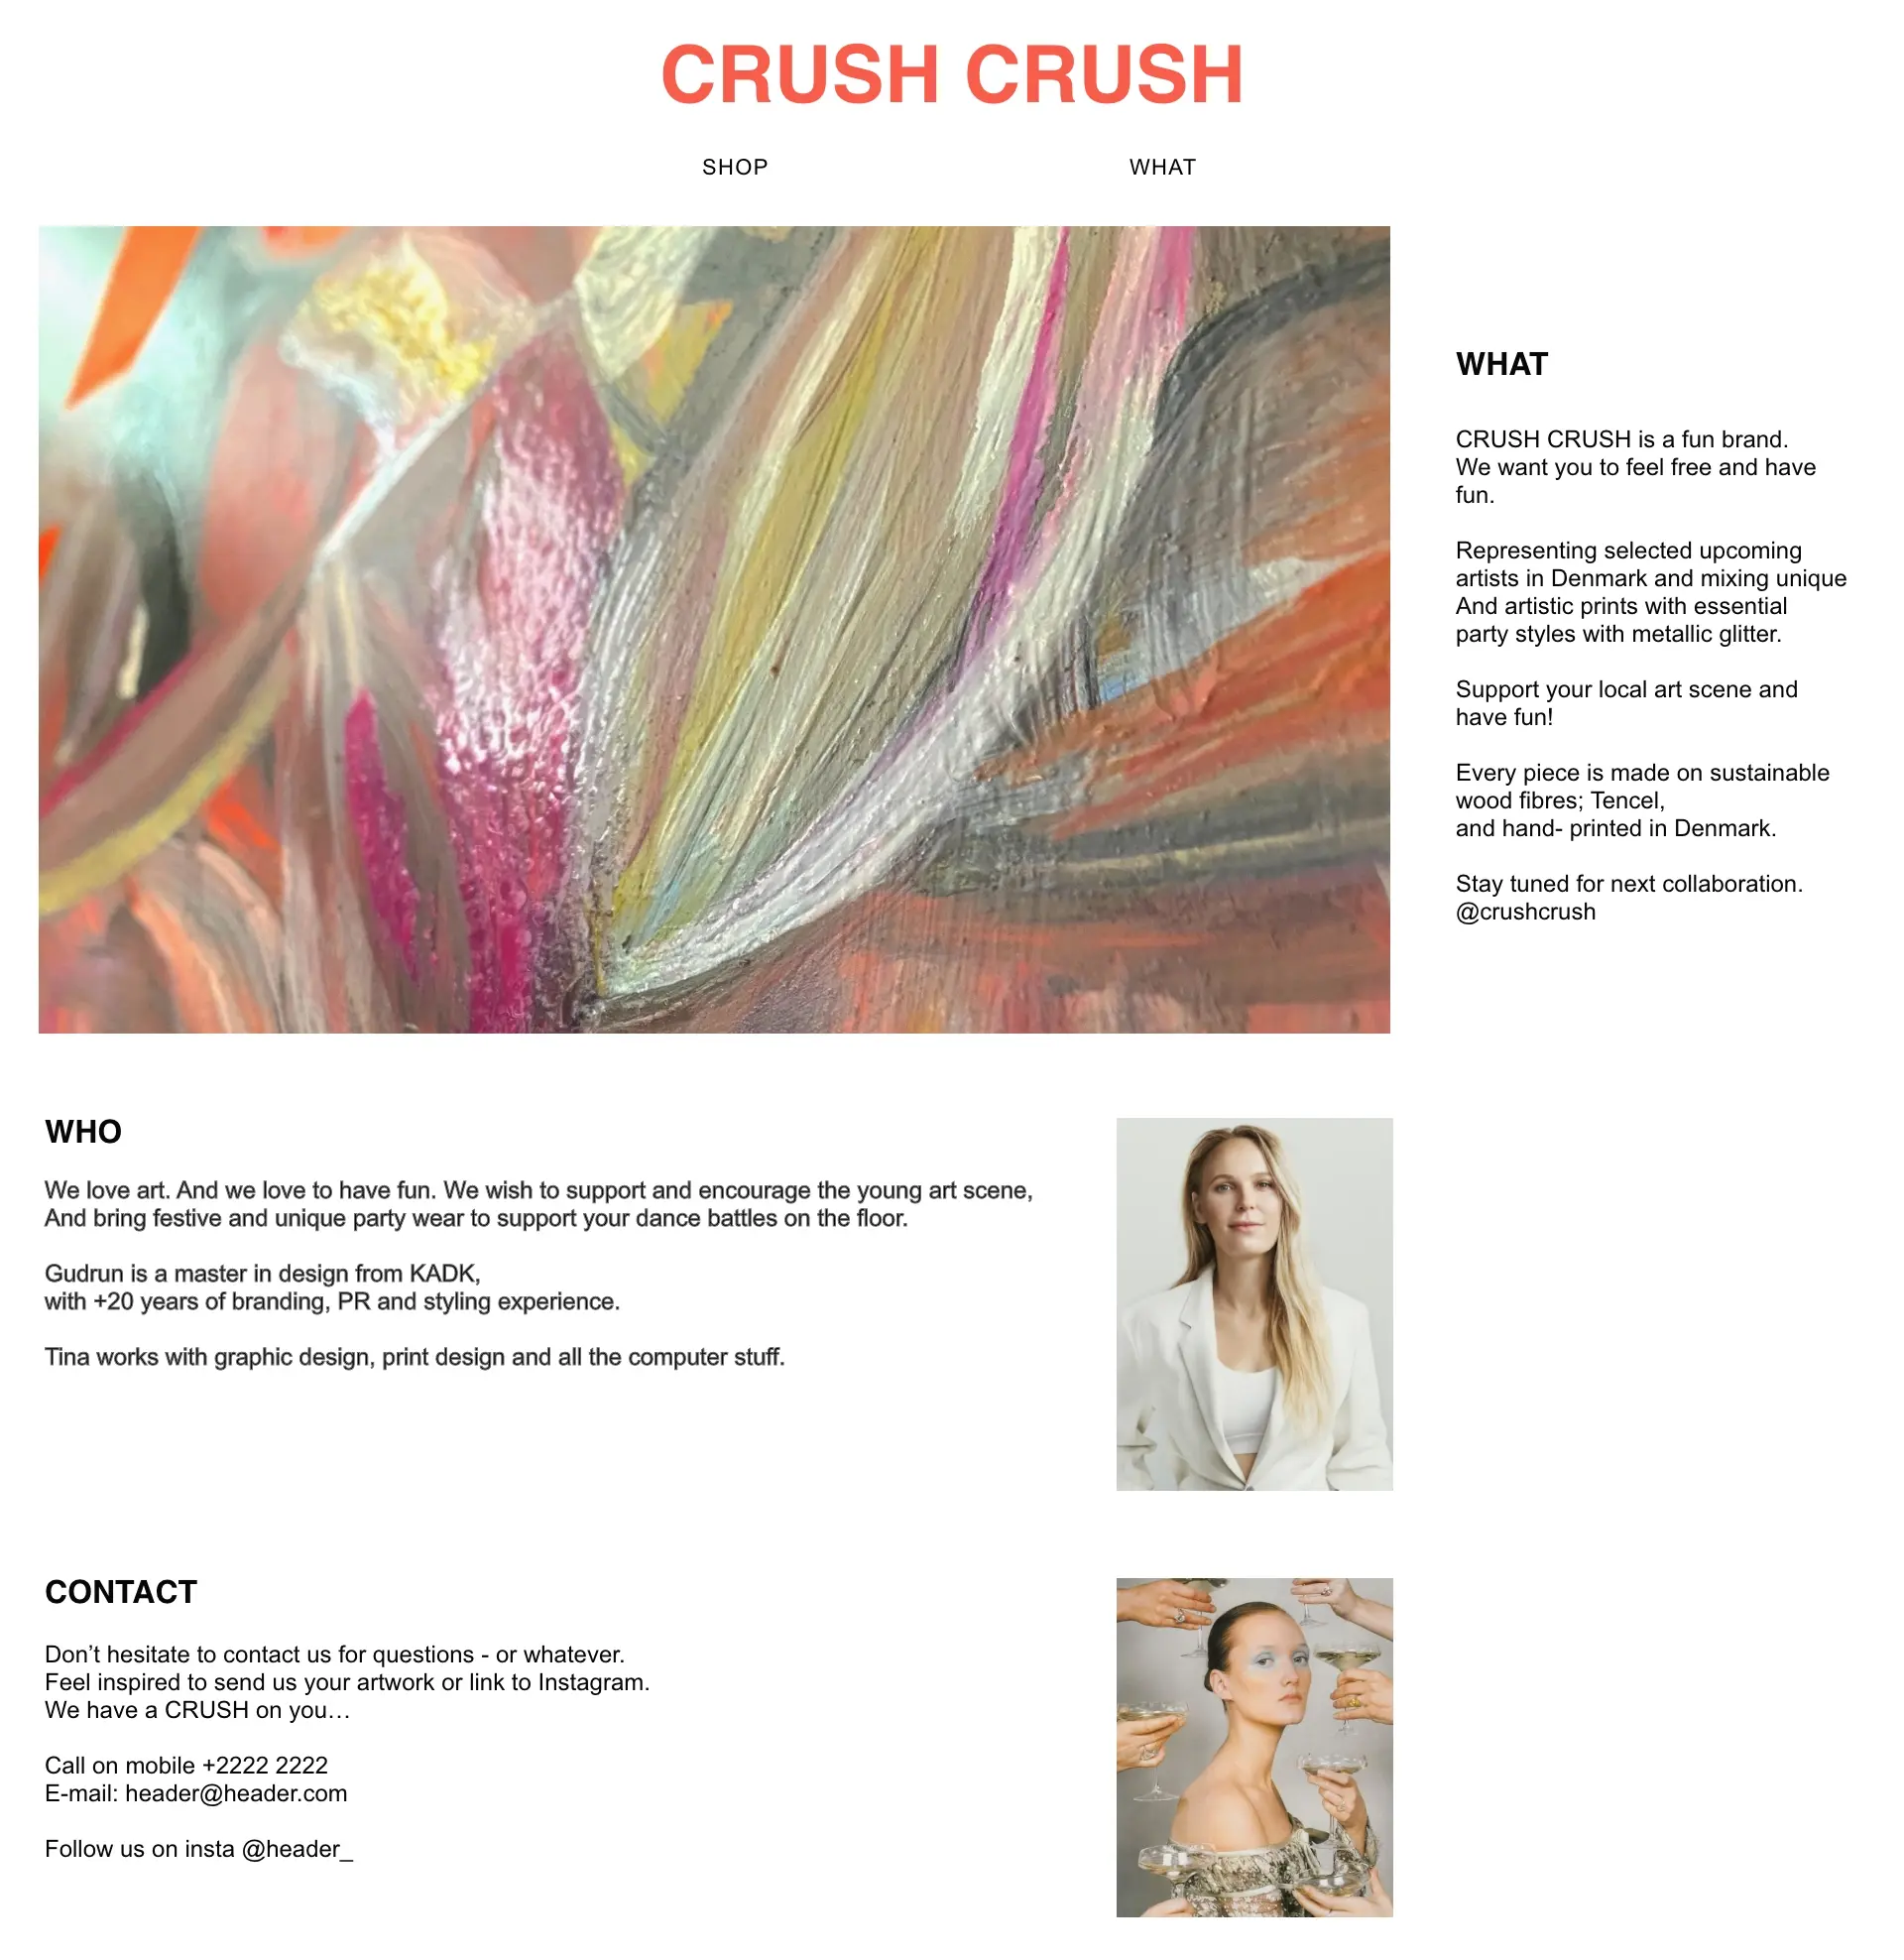 CRUSH CRUSH
SHOP
WHAT
WHAT
CRUSH CRUSH is a fun brand.
We want you to feel free and have
fun.
Representing selected upcoming
artists in Denmark and mixing unique
And artistic prints with essential
party styles with metallic glitter.
Support your local art scene and
have fun!
Every piece is made on sustainable
wood fibres; Tencel,
and hand- printed in Denmark.
Stay tuned for next collaboration.
@crushcrush
WHO
We love art. And we love to have fun. We wish to support and encourage the young art scene,
And bring festive and unique party wear to support your dance battles on the floor.
Gudrun is a master in design from KADK,
with +20 years of branding, PR and styling experience.
Tina works with graphic design, print design and all the computer stuff.
CONTACT
Don’t hesitate to contact us for questions - or whatever.
Feel inspired to send us your artwork or link to Instagram.
We have a CRUSH on you…
Call on mobile +2222 2222
E-mail: header@header.com
Follow us on insta @header_